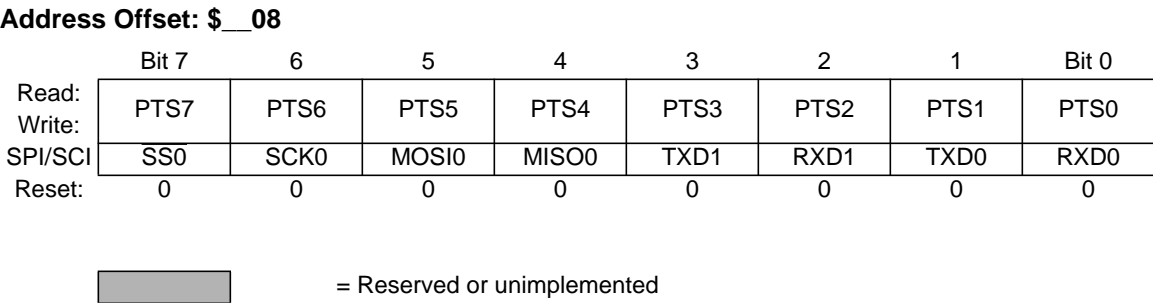 Address Offset: $__08
Bit 7 6 5 4 3 2 1 Bit 0
Read:
Write:
PTS7 PTS6 PTS5 PTS4 PTS3 PTS2 PTS1 PTS0
SPI/SCI SS0 SCK0 MOSI0 MISO0 TXD1 RXD1 TXD0 RXD0
Reset: 0 0 0 0 0 0 0 0
= Reserved or unimplemented